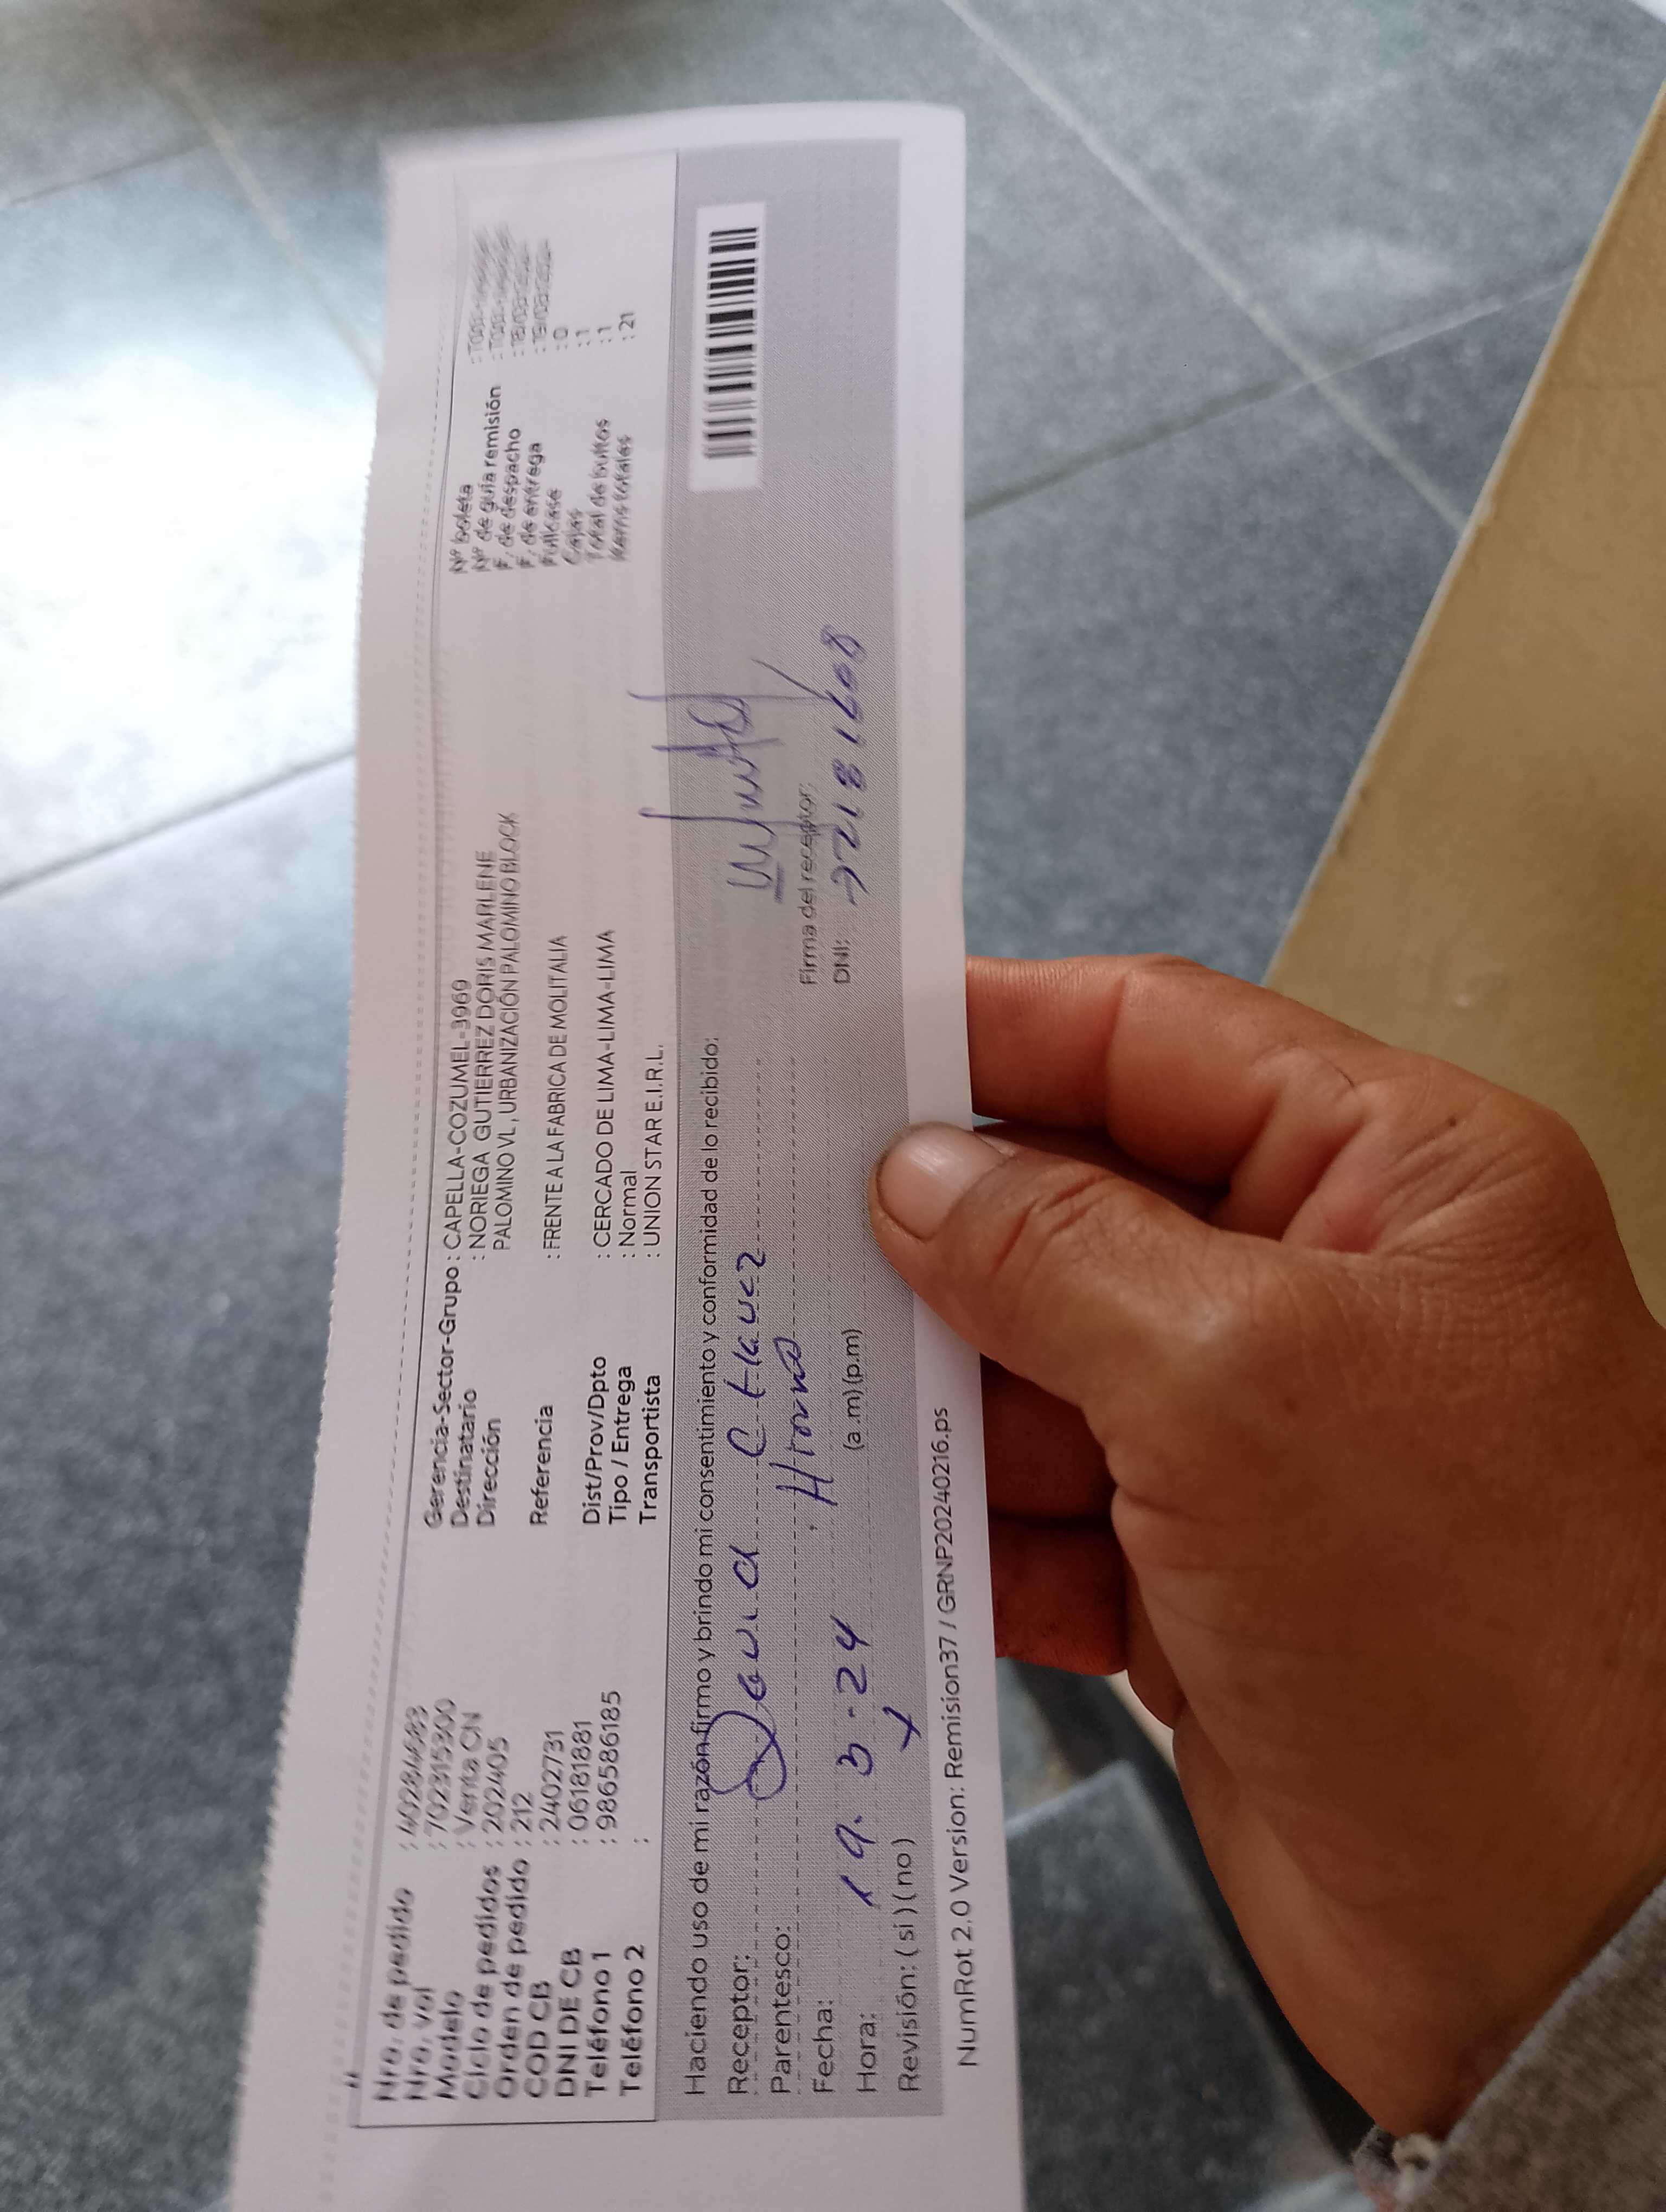 Nro. de pedido
Nro. vol
Modelo : Venta CN
Ciclo de pedidos : 202405
Orden de pedido : 212
COD CB : 2402731
DNI DE CB : 06181881
Teléfono 1 : 986586185
Teléfono 2 :
Gerencia-Sector-Grupo : CAPELLA-COZUMEL-3969
Destinatario : NORIEGA GUTIERREZ DORIS MARLENE
Dirección PALOMINO VL , URBANIZACIÓN PALOMINO BLOCK
Referencia : FRENTE A LA FABRICA DE MOLITALIA
Dist/Prov/Dpto : CERCADO DE LIMA-LIMA-LIMA
Tipo / Entrega : Normal
Transportista : UNION STAR E.I.R.L.
Nº boleta
Nº de guía remisión
F. de despacho
F. de entrega
Fullcase : 0
Cajas : 1
Total de bultos : 1
Items totales : 21
Haciendo uso de mi razón firmo y brindo mi consentimiento y conformidad de lo recibido:
Receptor: David
Parentesco:
Fecha: 19. 3 - 24
Hora: (a .m) (p.m)
Revisión: ( si ) ( no ) x
Firma del receptor:
DNI:
NumRot 2.0 Version: Remision37 / GRNP20240216.ps